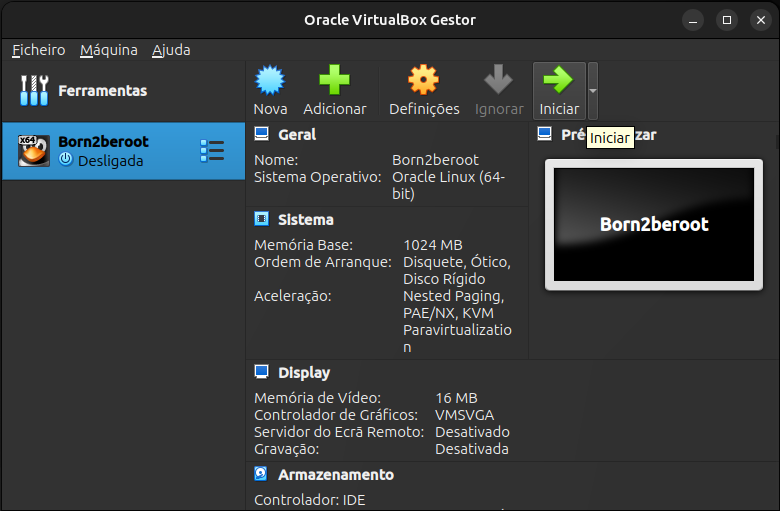 Oracle VirtualBox Gestor
Ficheiro Máquina Ajuda
Ferramentas
Nova Adicionar Definições Ignorar Iniciar
Iniciar
X64
Born2beroot
Desligada
Geral
Nome: Born2beroot
Sistema Operativo: Oracle Linux (64-
bit)
Sistema
Memória Base: 1024 MB
Ordem de Arranque: Disquete, Ótico,
Disco Rígido
Aceleração: Nested Paging,
PAE/NX, KVM
Paravirtualizatio
n
Display
Memória de Vídeo: 16 MB
Controlador de Gráficos: VMSVGA
Servidor do Ecrã Remoto: Desativado
Gravação: Desativada
Armazenamento
Controlador: IDE
Born2beroot